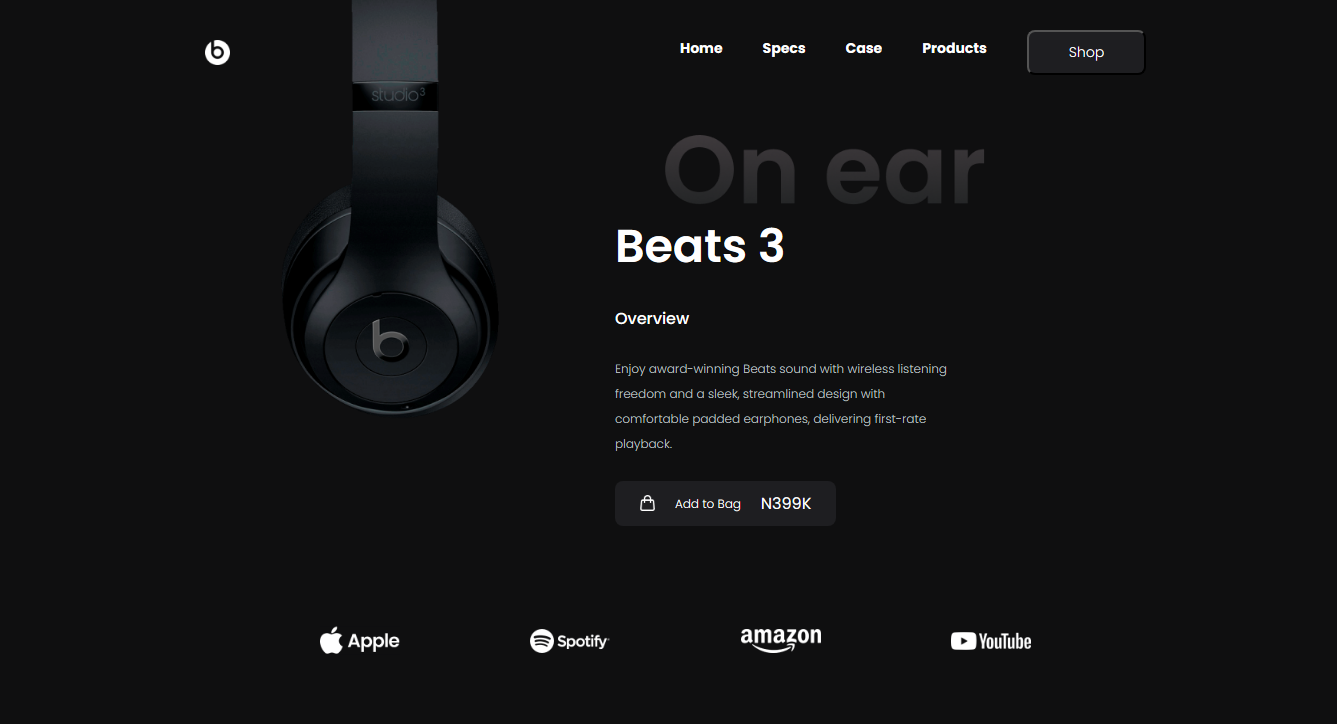 Home Specs Case Products Shop
studio3
On ear
Beats 3
Overview
Enjoy award-winning Beats sound with wireless listening
freedom and a sleek, streamlined design with
comfortable padded earphones, delivering first-rate
playback.
Add to Bag N399K
Apple Spotify amazon YouTube